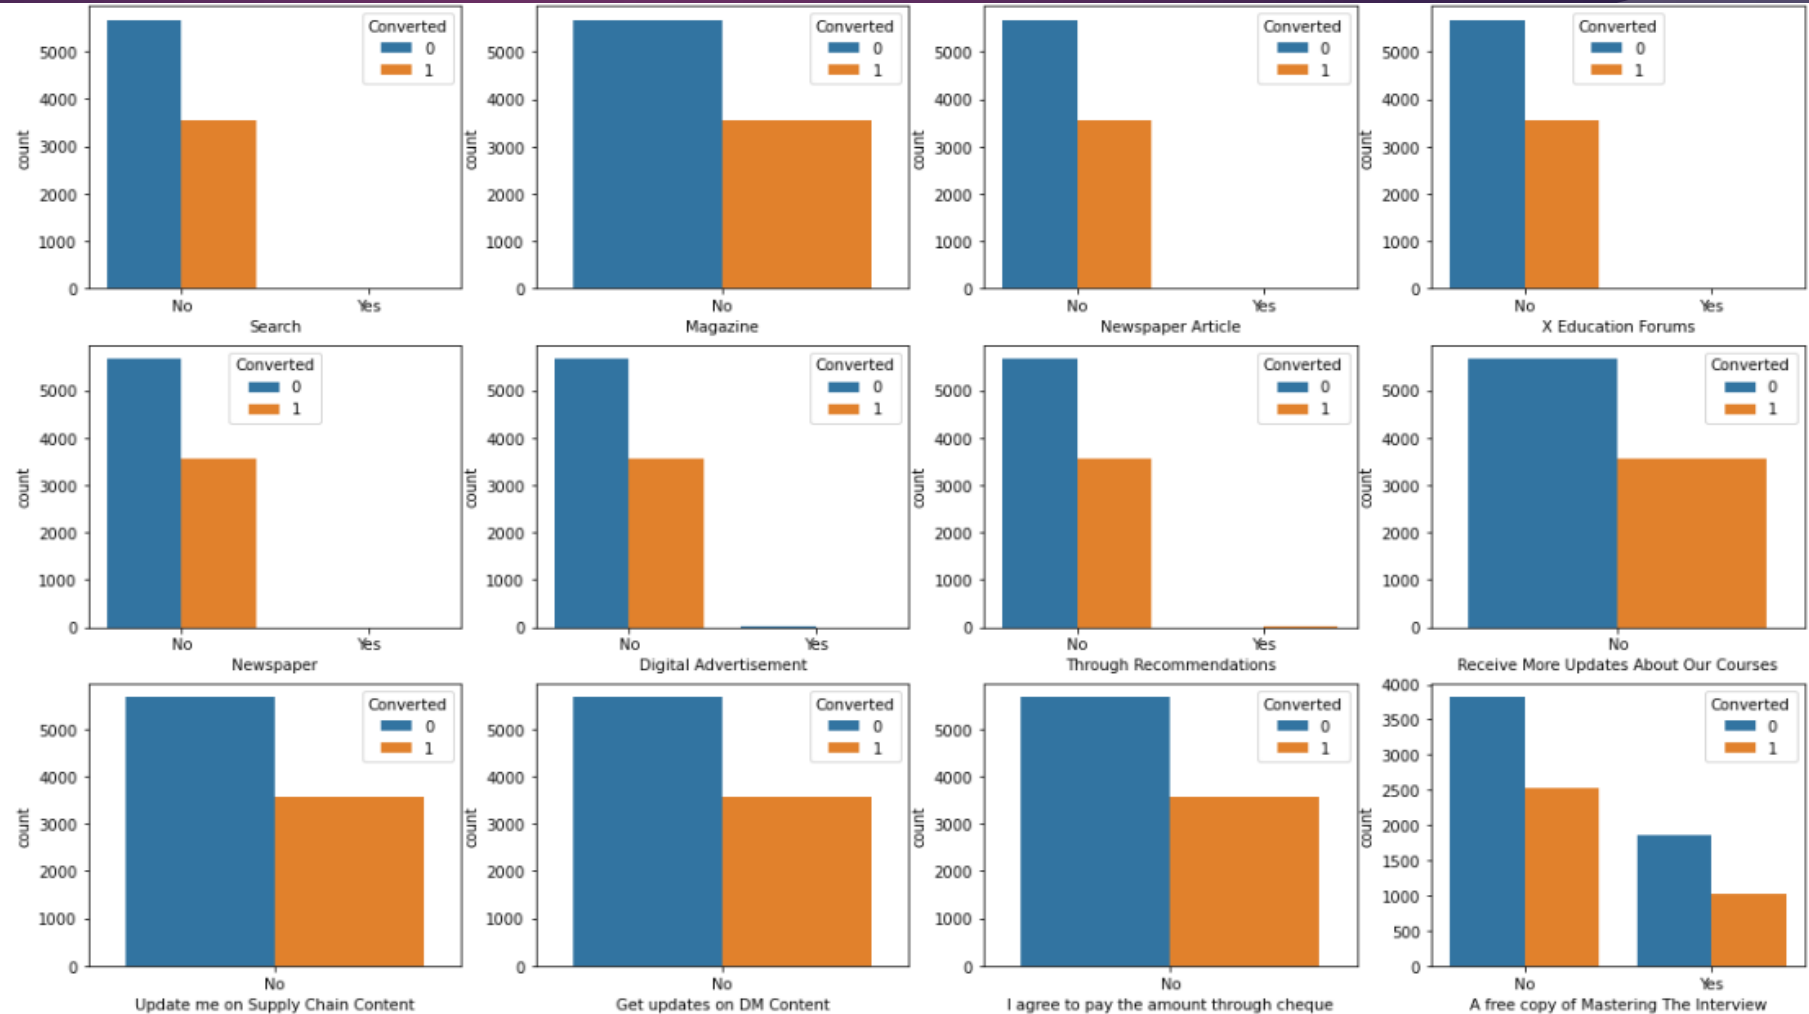 Converted
0
1
5000
4000
3000
2000
1000
0
count
No Yes
Search
Converted
0
1
5000
4000
3000
2000
1000
0
count
No
Magazine
Converted
0
1
5000
4000
3000
2000
1000
0
count
No Yes
Newspaper Article
Converted
0
1
5000
4000
3000
2000
1000
0
count
No Yes
X Education Forums
Converted
0
1
5000
4000
3000
2000
1000
0
count
No Yes
Newspaper
Converted
0
1
5000
4000
3000
2000
1000
0
count
No Yes
Digital Advertisement
Converted
0
1
5000
4000
3000
2000
1000
0
count
No Yes
Through Recommendations
Converted
0
1
5000
4000
3000
2000
1000
0
count
No
Receive More Updates About Our Courses
Converted
0
1
5000
4000
3000
2000
1000
0
count
No
Update me on Supply Chain Content
Converted
0
1
5000
4000
3000
2000
1000
0
count
No
Get updates on DM Content
Converted
0
1
5000
4000
3000
2000
1000
0
count
No
I agree to pay the amount through cheque
Converted
0
1
4000
3500
3000
2500
2000
1500
1000
500
0
count
No Yes
A free copy of Mastering The Interview